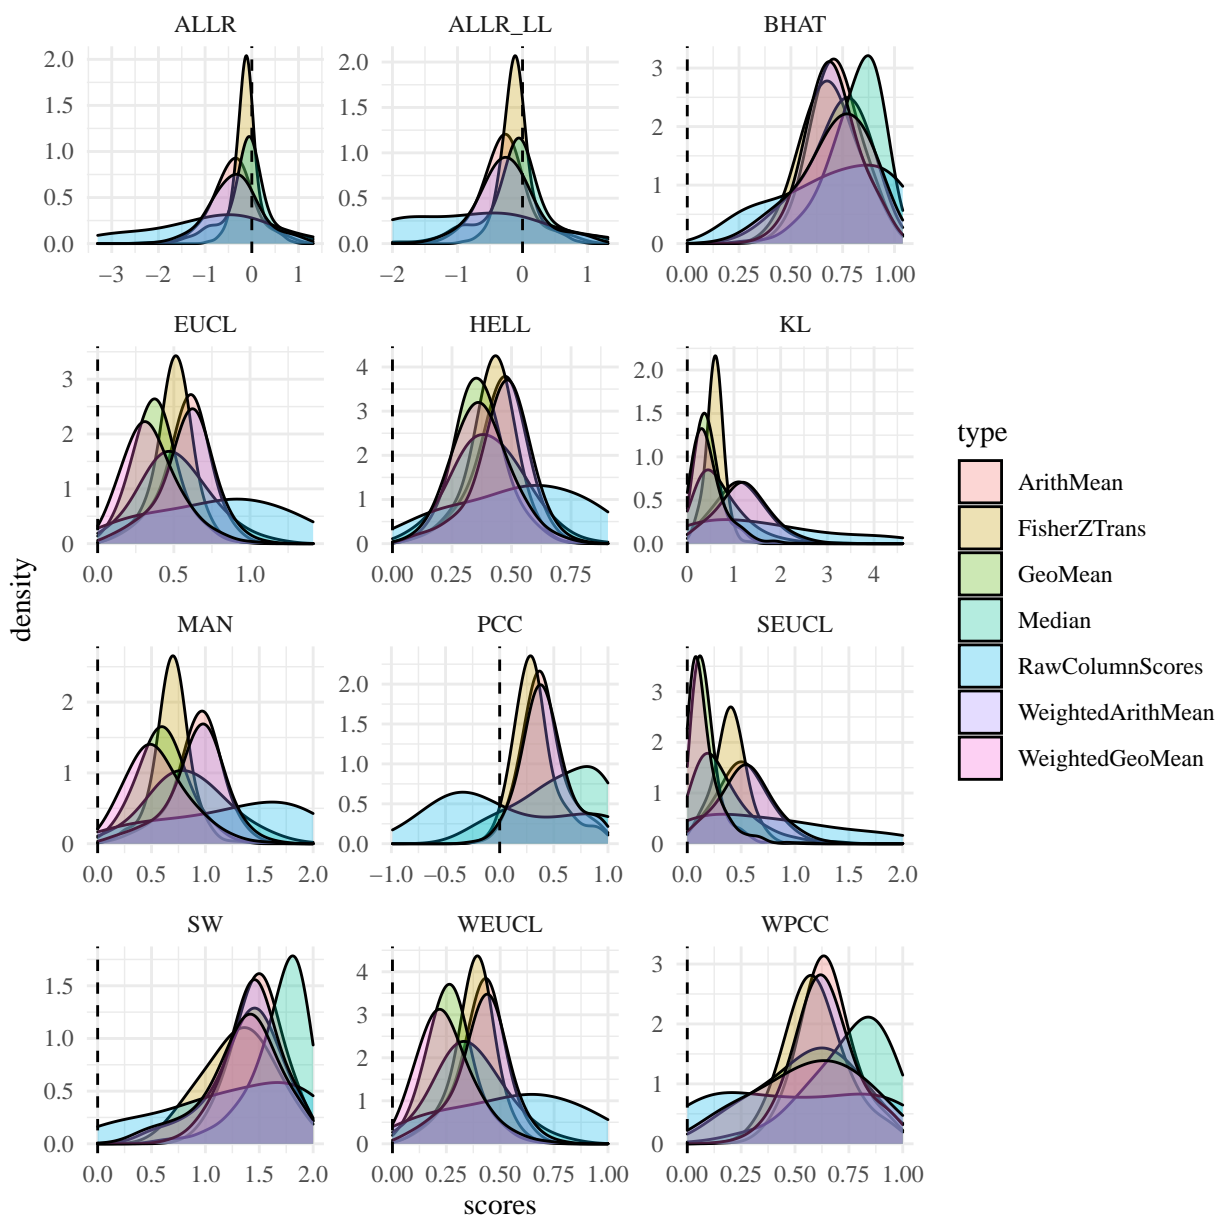 ALLR ALLR_LL BHAT
2.0
1.5
1.0
0.5
0.0
−3 −2 −1 0 1
2.0
1.5
1.0
0.5
0.0
−2 −1 0 1
3
2
1
0
0.00 0.25 0.50 0.75 1.00
EUCL HELL KL
3
2
1
0
0.0 0.5 1.0
4
3
2
1
0
0.00 0.25 0.50 0.75
2.0
1.5
1.0
0.5
0.0
0 1 2 3 4
MAN PCC SEUCL
2
1
0
0.0 0.5 1.0 1.5 2.0
2.0
1.5
1.0
0.5
0.0
−1.0 −0.5 0.0 0.5 1.0
3
2
1
0
0.0 0.5 1.0 1.5 2.0
SW WEUCL WPCC
1.5
1.0
0.5
0.0
0.0 0.5 1.0 1.5 2.0
4
3
2
1
0
0.00 0.25 0.50 0.75 1.00
3
2
1
0
0.00 0.25 0.50 0.75 1.00
density
scores
type
ArithMean
FisherZTrans
GeoMean
Median
RawColumnScores
WeightedArithMean
WeightedGeoMean